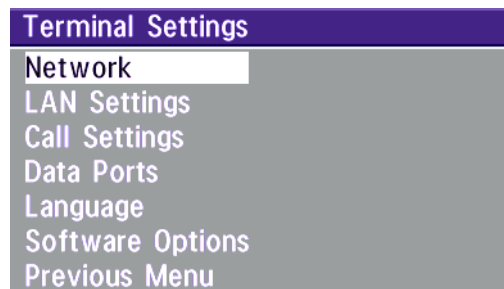 Terminal Settings
Network
LAN Settings
Call Settings
Data Ports
Language
Software Options
Previous Menu